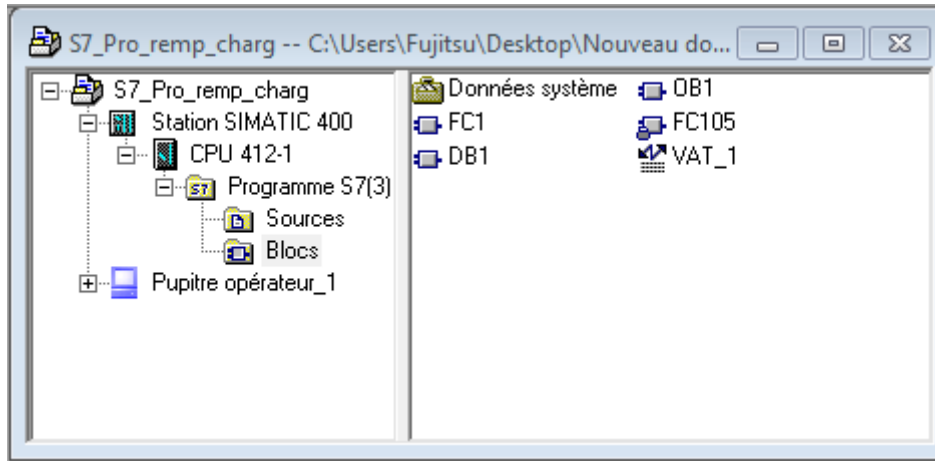 S7_Pro_remp_charg -- C:\Users\Fujitsu\Desktop\Nouveau do...
S7_Pro_remp_charg
Station SIMATIC 400
CPU 412-1
S7 Programme S7(3)
Sources
Blocs
Pupitre opérateur_1
Données système OB1
FC1 FC105
DB1 VAT_1